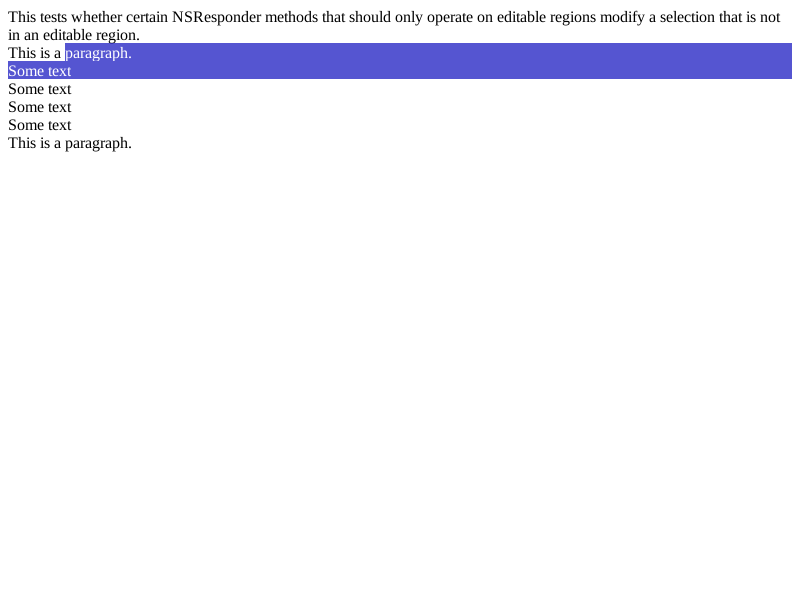 This tests whether certain NSResponder methods that should only operate on editable regions modify a selection that is not
in an editable region.
This is a paragraph.
Some text
Some text
Some text
Some text
This is a paragraph.